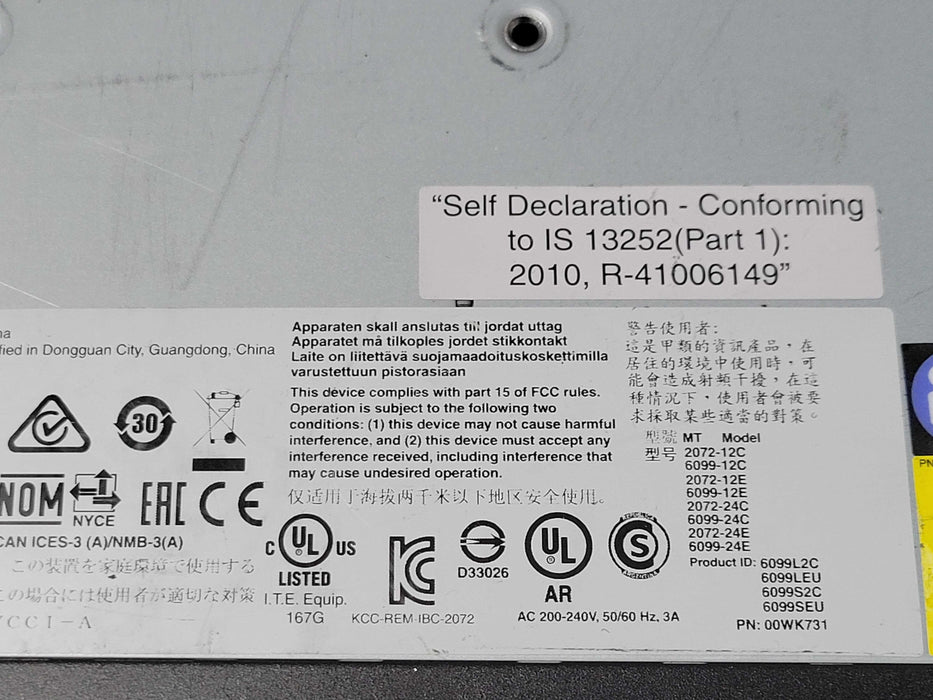 “Self Declaration - Conforming
to IS 13252(Part 1):
2010, R-41006149”
Dongguan City, Guangdong, China
Apparaten skall anslutas till jordat uttag
Apparatet må tilkoples jordet stikkontakt
Laite on liitettävä suojamaadoituskoskettimilla
varustettuun pistorasiaan
This device complies with part 15 of FCC rules.
Operation is subject to the following two
conditions: (1) this device may not cause harmful
interference, and (2) this device must accept any
interference received, including interference that
may cause undesired operation.
仅适用于海拔两千米以下地区安全使用。
警告使用者:
這是甲類的資訊產品，在
居住的環境中使用時，可
能會造成射頻干擾，在這
種情況下，使用者會被要
求採取某些適當的對策。
型號 MT Model
型号 2072-12C
6099-12C
2072-12E
6099-12E
2072-24C
6099-24C
2072-24E
6099-24E
Product ID: 6099L2C
6099LEU
6099S2C
6099SEU
PN: 00WK731
30
NOM
NYCE
EAC CE
CAN ICES-3 (A)/NMB-3(A)
この装置を家庭環境で使用する
この場合には使用者が適切な対策
VCCI-A
C UL US
LISTED
I.T.E. Equip.
167G
KC
KCC-REM-IBC-2072
D33026
UL
AR
S
REPUBLICA
ARGENTINA
AC 200-240V, 50/60 Hz, 3A
PN